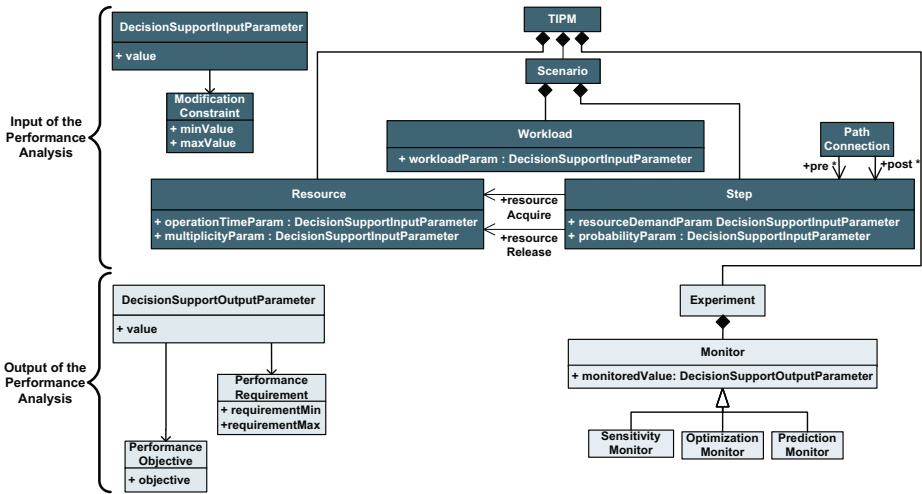 DecisionSupportInputParameter
+ value
Modification
Constraint
+ minValue
+ maxValue
Input of the
Performance
Analysis
TIPM
Scenario
Workload
+ workloadParam : DecisionSupportInputParameter
Path
Connection
+pre *
+post *
Resource
+ operationTimeParam : DecisionSupportInputParameter
+ multiplicityParam : DecisionSupportInputParameter
+resource
Acquire
+resource
Release
Step
+ resourceDemandParam DecisionSupportInputParameter
+ probabilityParam : DecisionSupportInputParameter
Output of the
Performance
Analysis
DecisionSupportOutputParameter
+ value
Performance
Requirement
+ requirementMin
+requirementMax
Performance
Objective
+ objective
Experiment
Monitor
+ monitoredValue: DecisionSupportOutputParameter
Sensitivity
Monitor
Optimization
Monitor
Prediction
Monitor